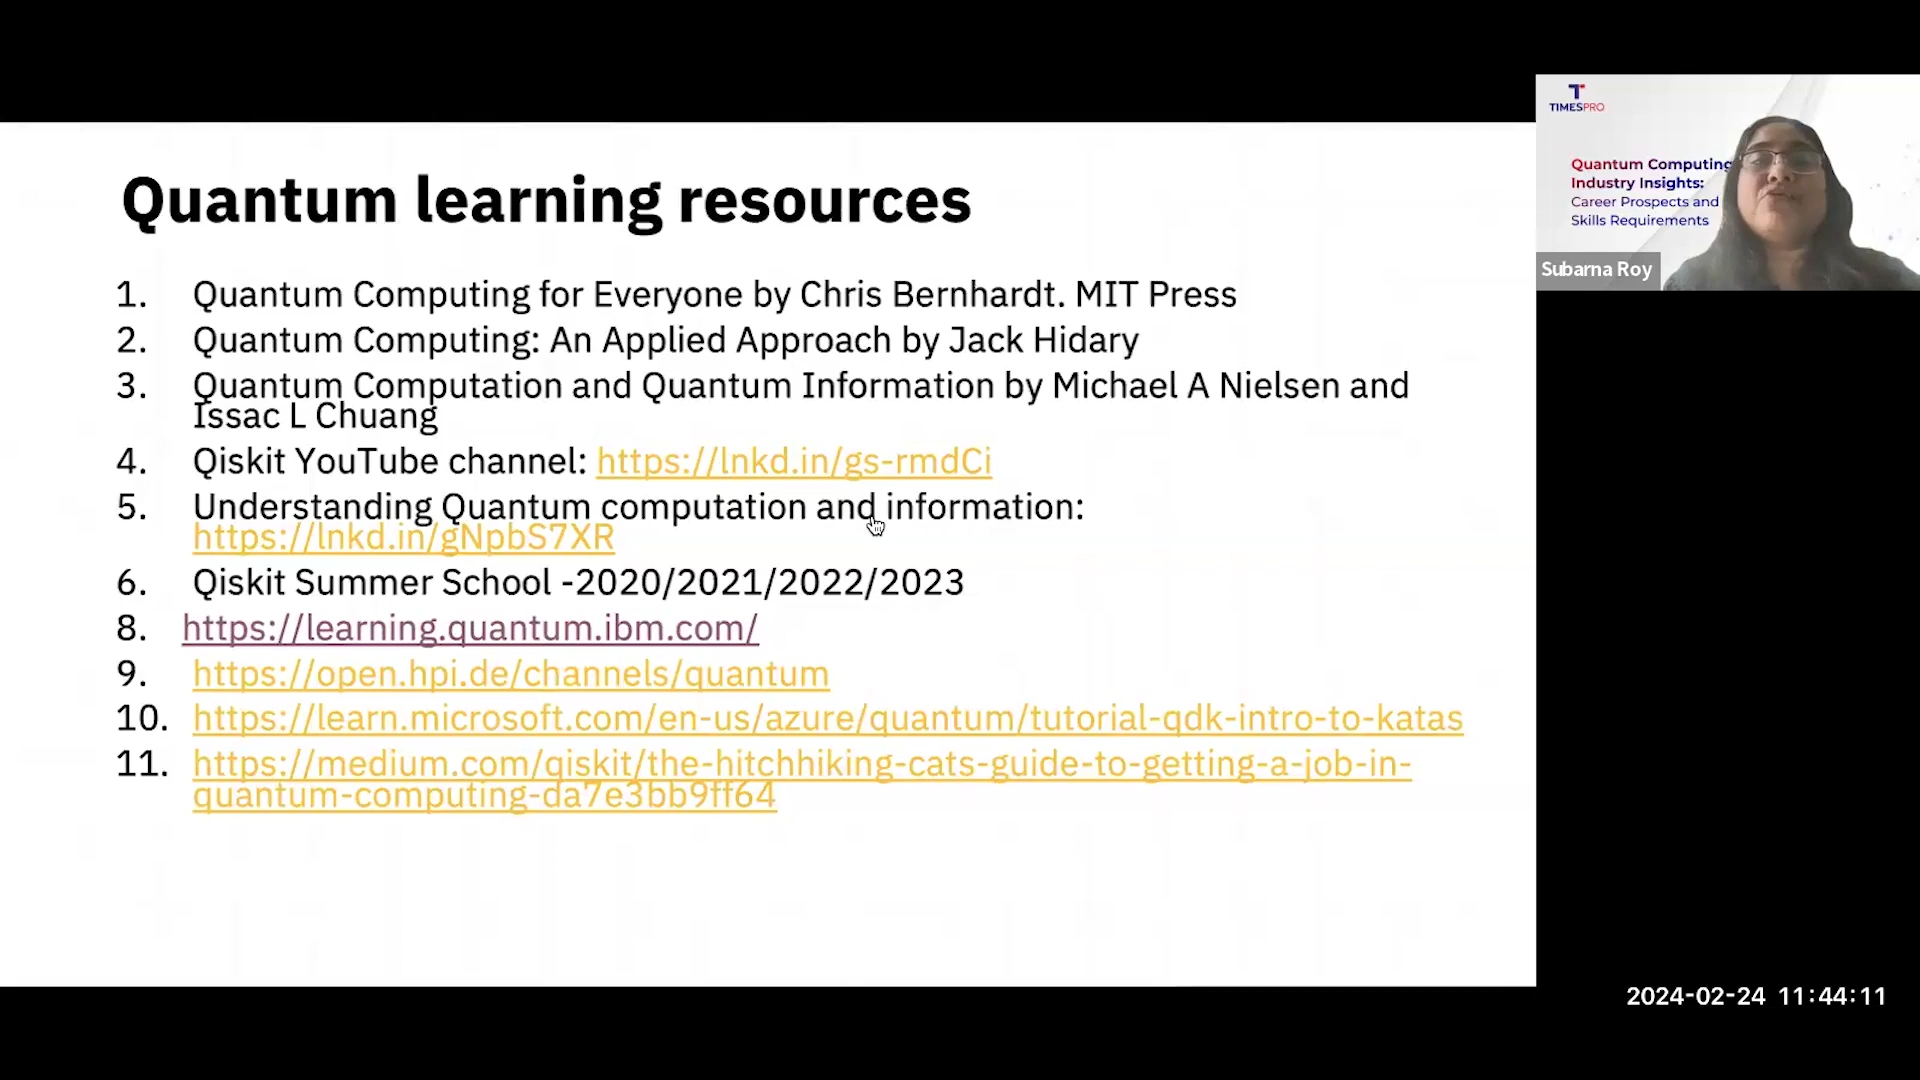 Quantum learning resources
1. Quantum Computing for Everyone by Chris Bernhardt. MIT Press
2. Quantum Computing: An Applied Approach by Jack Hidary
3. Quantum Computation and Quantum Information by Michael A Nielsen and
Issac L Chuang
4. Qiskit YouTube channel: https://lnkd.in/gs-rmdCi
5. Understanding Quantum computation and information:
https://lnkd.in/gNpbS7XR
6. Qiskit Summer School -2020/2021/2022/2023
8. https://learning.quantum.ibm.com/
9. https://open.hpi.de/channels/quantum
10. https://learn.microsoft.com/en-us/azure/quantum/tutorial-qdk-intro-to-katas
11. https://medium.com/qiskit/the-hitchhiking-cats-guide-to-getting-a-job-in-
quantum-computing-da7e3bb9ff64
TIMESPRO
Quantum Computing
Industry Insights:
Career Prospects and
Skills Requirements
Subarna Roy
2024-02-24 11:44:11